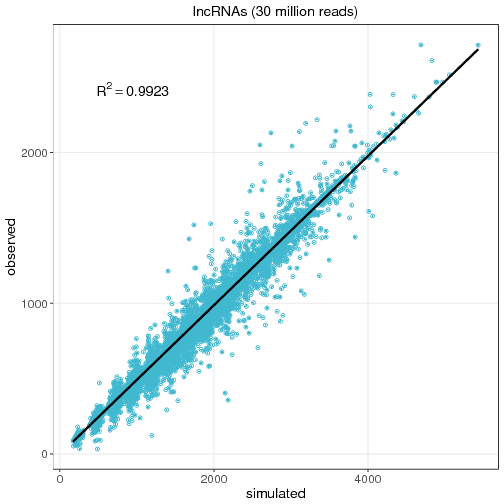 lncRNAs (30 million reads)
R² = 0.9923
2000
1000
0
observed
0 2000 4000
simulated